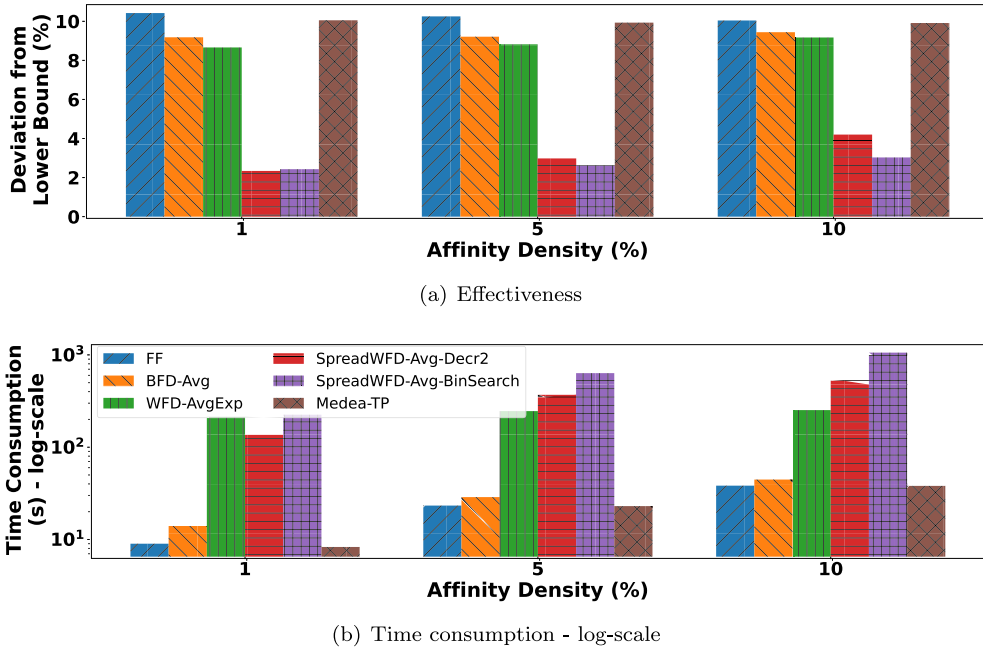 Deviation from
Lower Bound (%)
10
8
6
4
2
0
1
5
10
Affinity Density (%)
(a) Effectiveness
Time Consumption
(s) - log-scale
10³
10²
10¹
FF
BFD-Avg
WFD-AvgExp
SpreadWFD-Avg-Decr2
SpreadWFD-Avg-BinSearch
Medea-TP
1
5
10
Affinity Density (%)
(b) Time consumption - log-scale